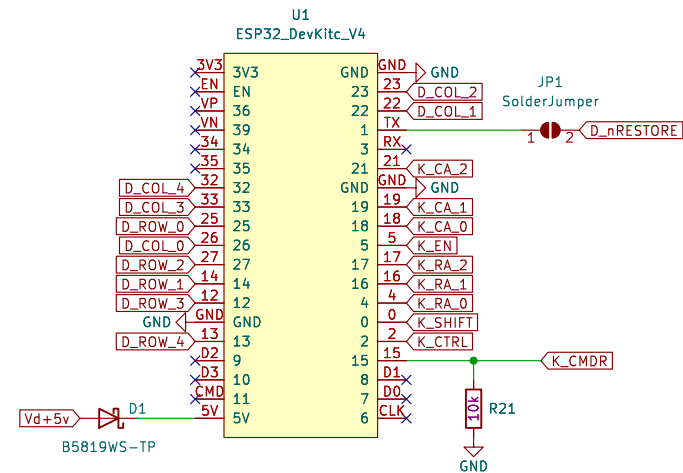 U1
ESP32_DevKitc_V4
3V3 3V3 GND GND GND
EN EN 23 23 D_COL_2
VP 36 22 22 D_COL_1
VN 39 1 TX
JP1
SolderJumper
1 2 D_nRESTORE
34 34 3 RX
35 35 21 21 K_CA_2
D_COL_4 32 32 GND GND GND
D_COL_3 33 33 19 19 K_CA_1
D_ROW_0 25 25 18 18 K_CA_0
D_COL_0 26 26 5 5 K_EN
D_ROW_2 27 27 17 17 K_RA_2
D_ROW_1 14 14 16 16 K_RA_1
D_ROW_3 12 12 4 4 K_RA_0
GND GND GND 0 0 K_SHIFT
D_ROW_4 13 13 2 2 K_CTRL
D2 9 15 15 K_CMDR
D3 10 8 D1
CMD 11 7 D0
Vd+5v D1 5V 5V 6 CLK
B5819WS-TP
10k R21
GND